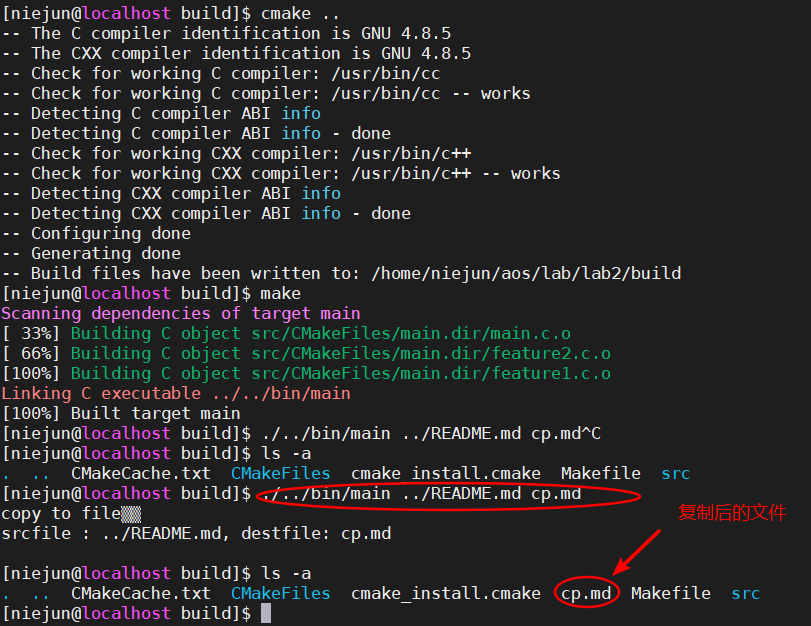 [niejun@localhost build]$ cmake ..
-- The C compiler identification is GNU 4.8.5
-- The CXX compiler identification is GNU 4.8.5
-- Check for working C compiler: /usr/bin/cc
-- Check for working C compiler: /usr/bin/cc -- works
-- Detecting C compiler ABI info
-- Detecting C compiler ABI info - done
-- Check for working CXX compiler: /usr/bin/c++
-- Check for working CXX compiler: /usr/bin/c++ -- works
-- Detecting CXX compiler ABI info
-- Detecting CXX compiler ABI info - done
-- Configuring done
-- Generating done
-- Build files have been written to: /home/niejun/aos/lab/lab2/build
[niejun@localhost build]$ make
Scanning dependencies of target main
[ 33%] Building C object src/CMakeFiles/main.dir/main.c.o
[ 66%] Building C object src/CMakeFiles/main.dir/feature2.c.o
[100%] Building C object src/CMakeFiles/main.dir/feature1.c.o
Linking C executable ../../bin/main
[100%] Built target main
[niejun@localhost build]$ ./../bin/main ../README.md cp.md^C
[niejun@localhost build]$ ls -a
.  ..  CMakeCache.txt  CMakeFiles  cmake_install.cmake  Makefile  src
[niejun@localhost build]$ ./../bin/main ../README.md cp.md
copy to file▒▒
复制后的文件
srcfile : ../README.md, destfile: cp.md
[niejun@localhost build]$ ls -a
.  ..  CMakeCache.txt  CMakeFiles  cmake_install.cmake  cp.md  Makefile  src
[niejun@localhost build]$